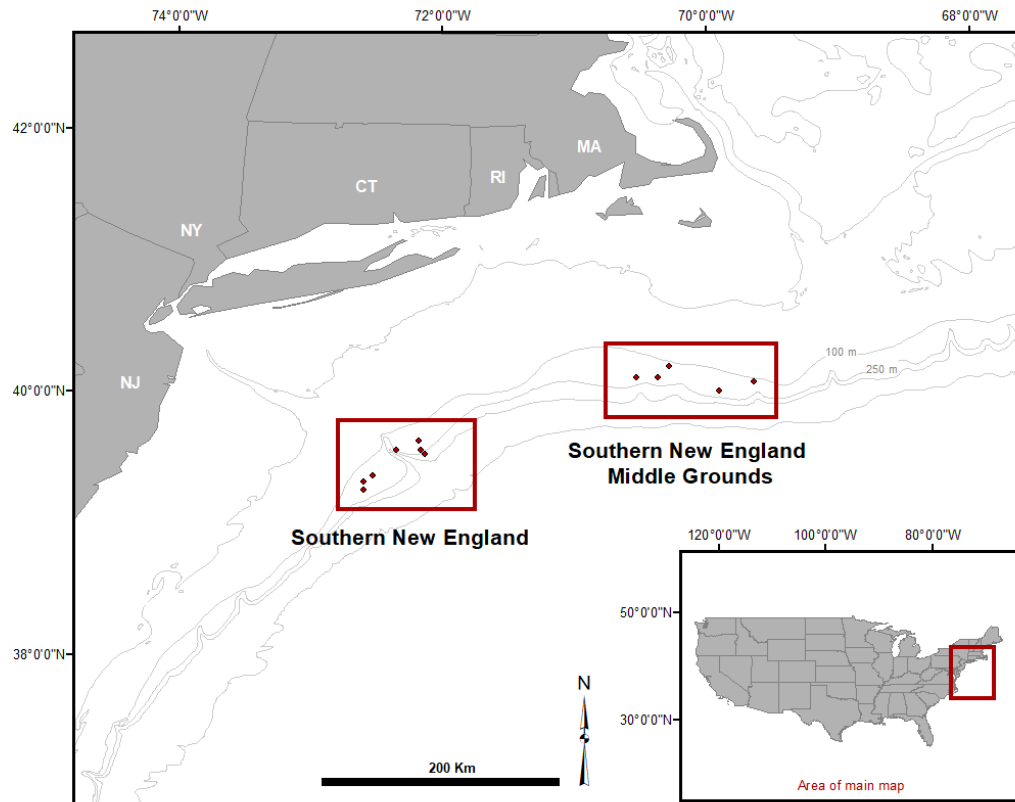 74°0'0"W 72°0'0"W 70°0'0"W 68°0'0"W
42°0'0"N
MA
RI
CT
NY
100 m
250 m
40°0'0"N
NJ
Southern New England
Middle Grounds
Southern New England
120°0'0"W 100°0'0"W 80°0'0"W
50°0'0"N
38°0'0"N
N
30°0'0"N
200 Km
Area of main map